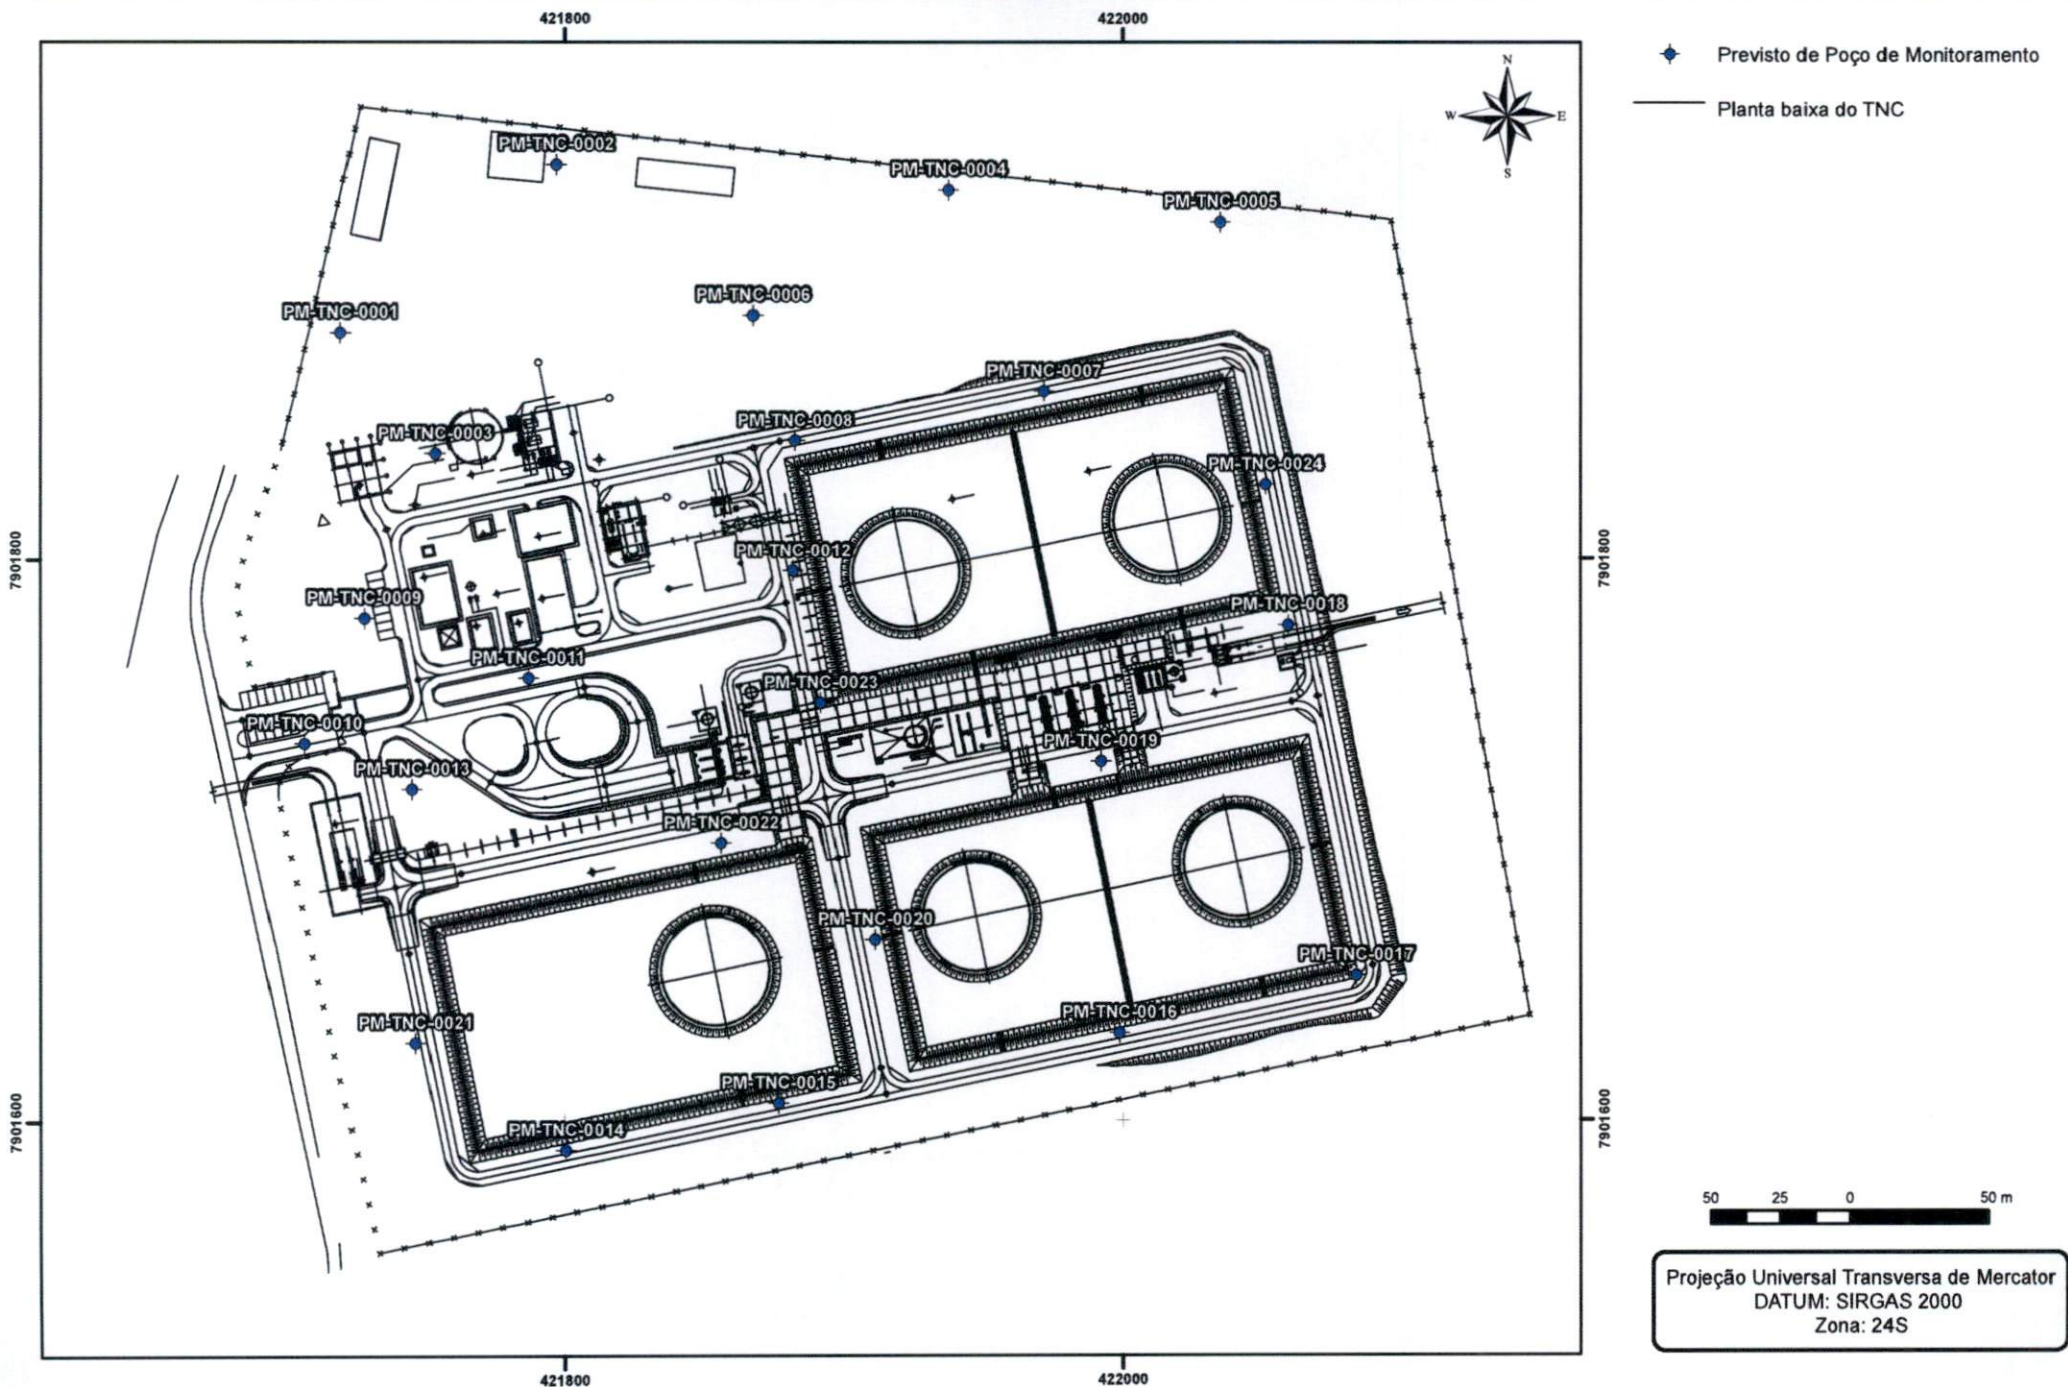 421800
422000
Previsto de Poço de Monitoramento
N
W
E
S
Planta baixa do TNC
PM-TNC-0002
PM-TNC-0004
PM-TNC-0005
PM-TNC-0006
PM-TNC-0001
PM-TNC-0007
PM-TNC-0008
PM-TNC-0003
PM-TNC-0024
7901800
PM-TNC-0012
7901800
PM-TNC-0009
PM-TNC-0018
PM-TNC-0011
PM-TNC-0023
PM-TNC-0010
PM-TNC-0019
PM-TNC-0013
PM-TNC-0022
PM-TNC-0020
PM-TNC-0017
PM-TNC-0016
PM-TNC-0021
PM-TNC-0015
7901600
PM-TNC-0014
7901600
50 25 0 50 m
Projeção Universal Transversa de Mercator
DATUM: SIRGAS 2000
Zona: 24S
421800
422000